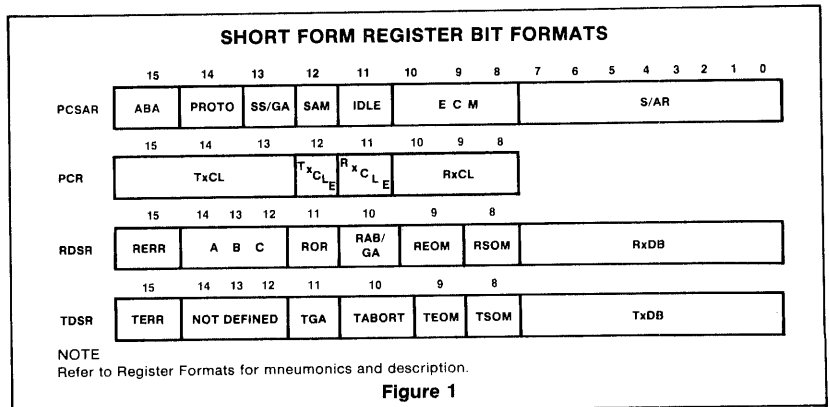 SHORT FORM REGISTER BIT FORMATS
15 14 13 12 11 10 9 8 7 6 5 4 3 2 1 0
PCSAR ABA PROTO SS/GA SAM IDLE E C M S/AR
15 14 13 12 11 10 9 8
PCR TxCL TxCLE RxCLE RxCL
15 14 13 12 11 10 9 8
RDSR RERR A B C ROR RAB/GA REOM RSOM RxDB
15 14 13 12 11 10 9 8
TDSR TERR NOT DEFINED TGA TABORT TEOM TSOM TxDB
NOTE
Refer to Register Formats for mneumonics and description.
Figure 1